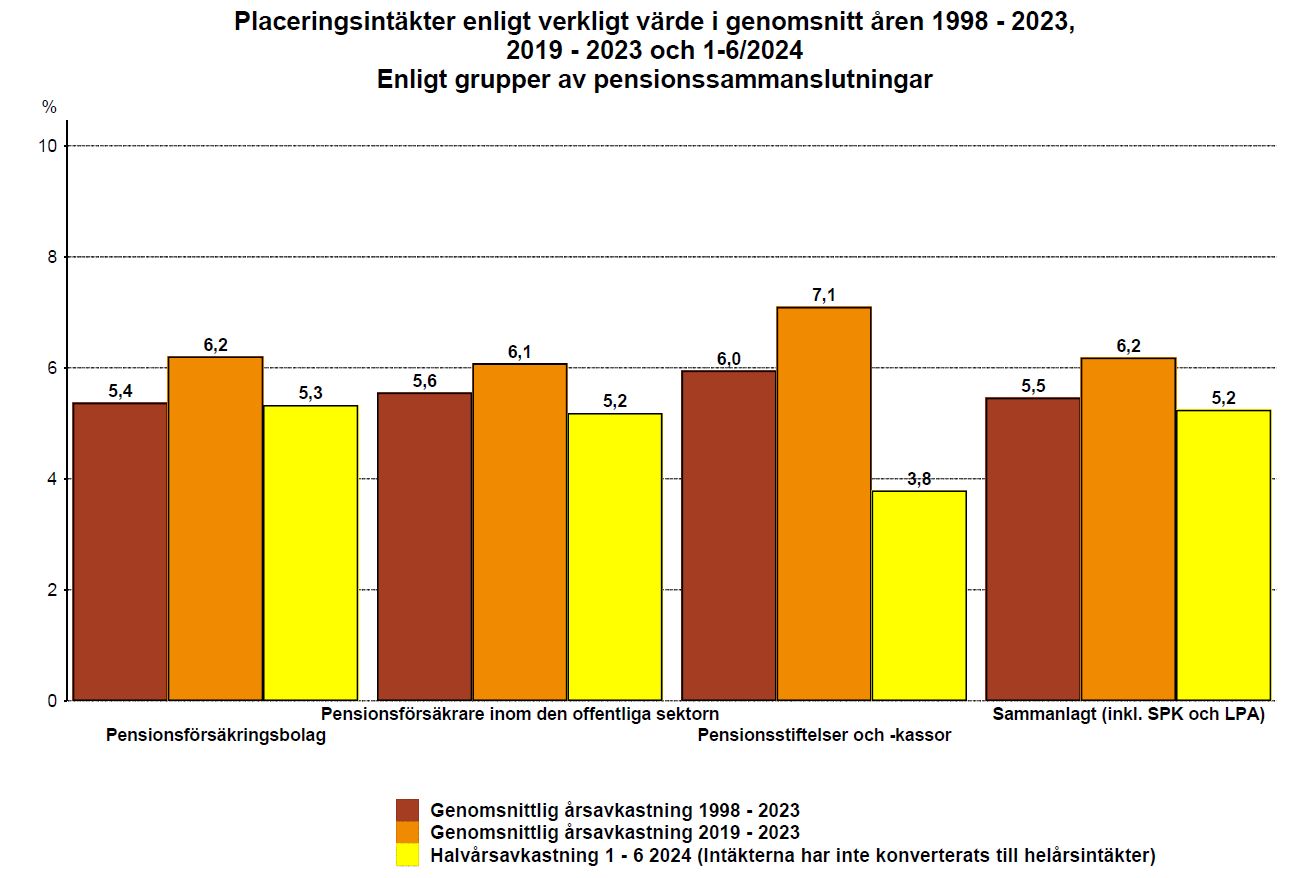 Placeringsintäkter enligt verkligt värde i genomsnitt åren 1998 - 2023,
2019 - 2023 och 1-6/2024
Enligt grupper av pensionssammanslutningar
%
10
8
6
4
2
0
5,4
6,2
5,3
5,6
6,1
5,2
6,0
7,1
3,8
5,5
6,2
5,2
Pensionsförsäkringsbolag
Pensionsförsäkrare inom den offentliga sektorn
Pensionsstiftelser och -kassor
Sammanlagt (inkl. SPK och LPA)
Genomsnittlig årsavkastning 1998 - 2023
Genomsnittlig årsavkastning 2019 - 2023
Halvårsavkastning 1 - 6 2024 (Intäkterna har inte konverterats till helårsintäkter)